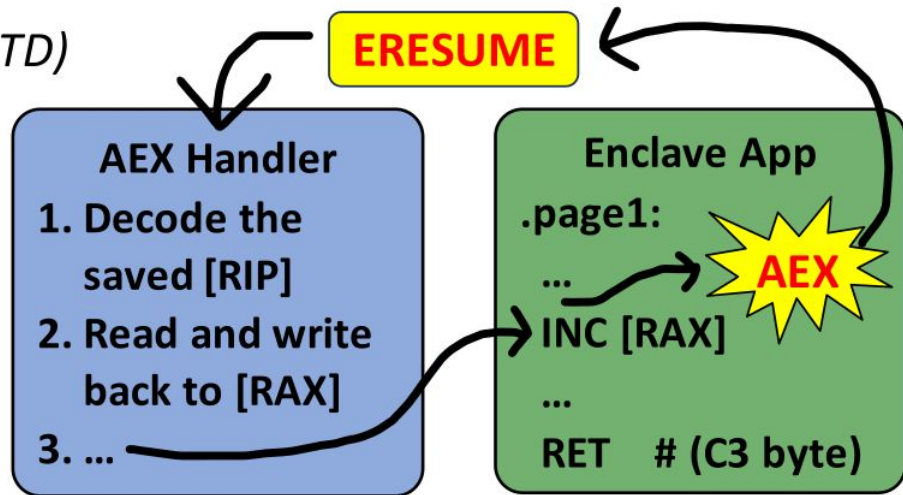 TD)
ERESUME
AEX Handler
1. Decode the
saved [RIP]
2. Read and write
back to [RAX]
3. ...
Enclave App
.page1:
...
AEX
INC [RAX]
...
RET # (C3 byte)